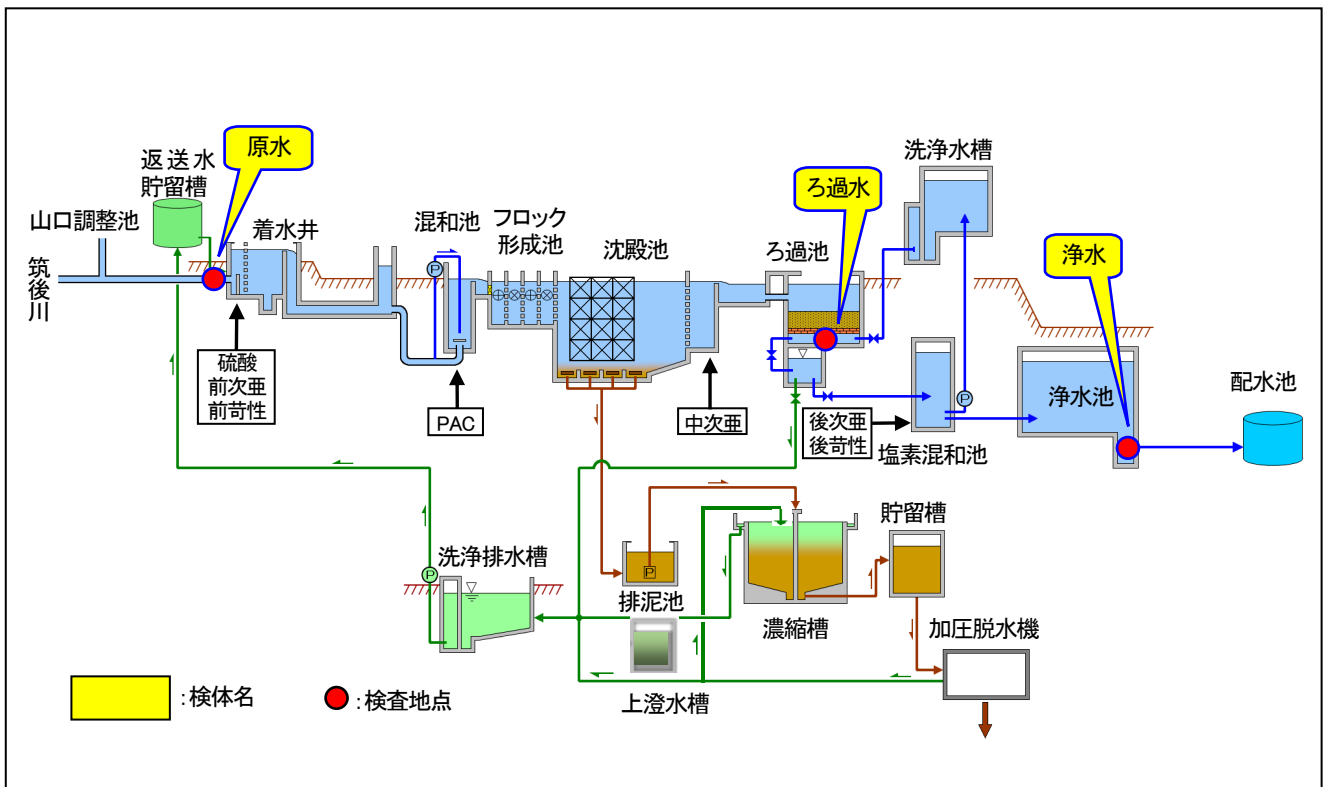 原水
返送水
貯留槽
山口調整池
着水井
筑後川
硫酸
前次亜
前苛性
混和池
P
PAC
フロック
形成池
沈殿池
中次亜
ろ過池
ろ過水
洗浄水槽
後次亜
後苛性
P
塩素混和池
浄水
浄水池
配水池
P
洗浄排水槽
P
排泥池
上澄水槽
濃縮槽
貯留槽
加圧脱水機
:検体名
:検査地点